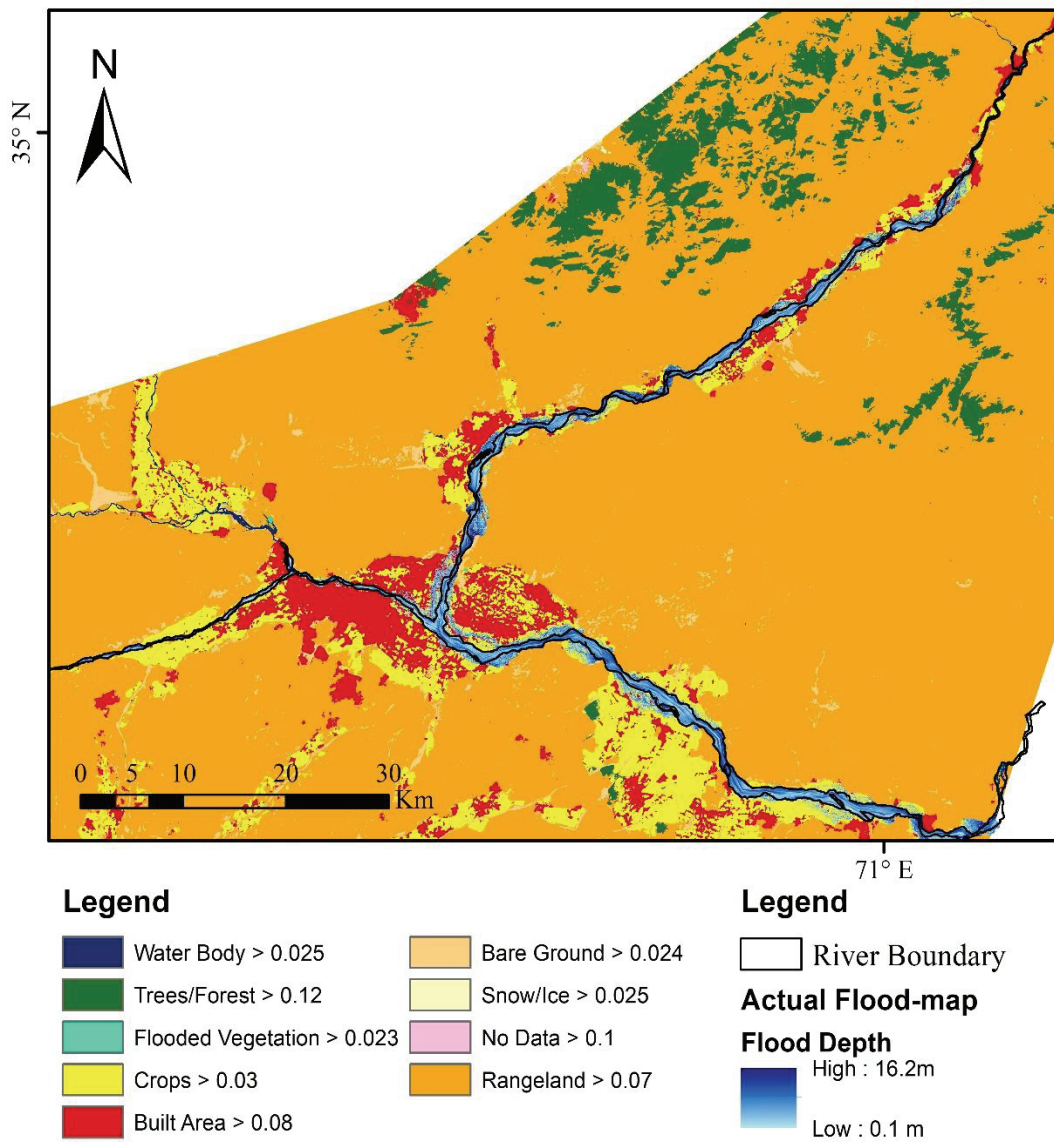 N
35° N
0 5 10 20 30
Km
71° E
Legend
Water Body > 0.025
Trees/Forest > 0.12
Flooded Vegetation > 0.023
Crops > 0.03
Built Area > 0.08
Bare Ground > 0.024
Snow/Ice > 0.025
No Data > 0.1
Rangeland > 0.07
Legend
River Boundary
Actual Flood-map
Flood Depth
High : 16.2m
Low : 0.1 m